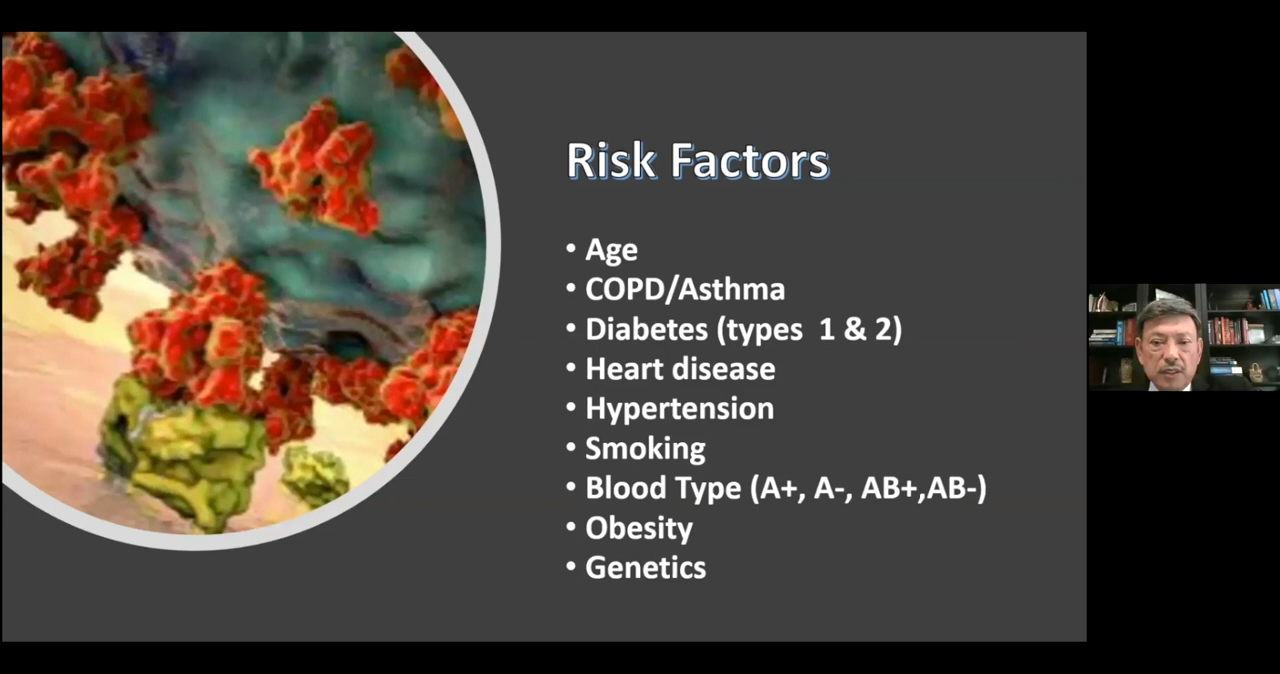 Risk Factors
• Age
• COPD/Asthma
• Diabetes (types  1 & 2)
• Heart disease
• Hypertension
• Smoking
• Blood Type (A+, A-, AB+,AB-)
• Obesity
• Genetics